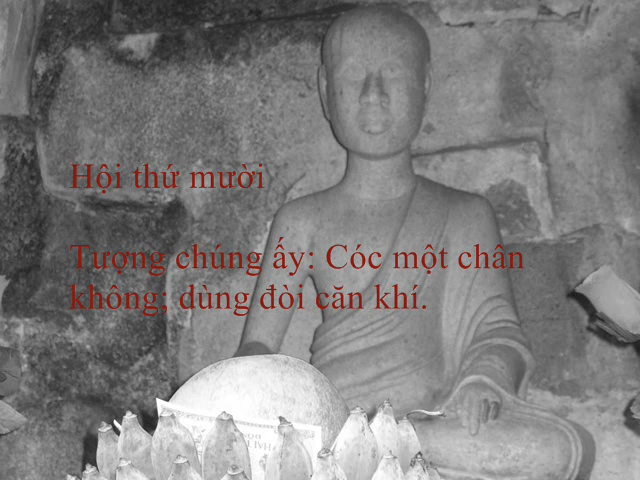 Hội thứ mười
Tượng chúng ấy: Cóc một chân
không; dùng đòi căn khí.